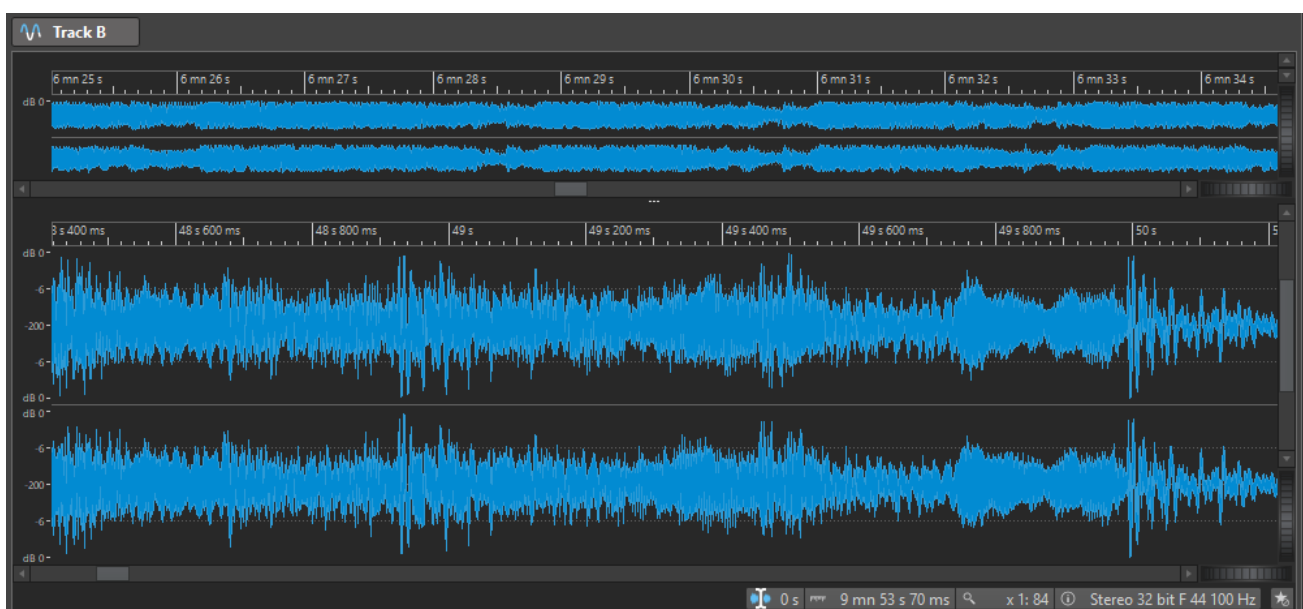 Track B
6 mn 25 s 6 mn 26 s 6 mn 27 s 6 mn 28 s 6 mn 29 s 6 mn 30 s 6 mn 31 s 6 mn 32 s 6 mn 33 s 6 mn 34 s
dB 0
s 400 ms 48 s 600 ms 48 s 800 ms 49 s 49 s 200 ms 49 s 400 ms 49 s 600 ms 49 s 800 ms 50 s 5
dB 0
-6
-200
-6
dB 0
dB 0
-6
-200
-6
dB 0
0 s 9 mn 53 s 70 ms x 1: 84 Stereo 32 bit F 44 100 Hz